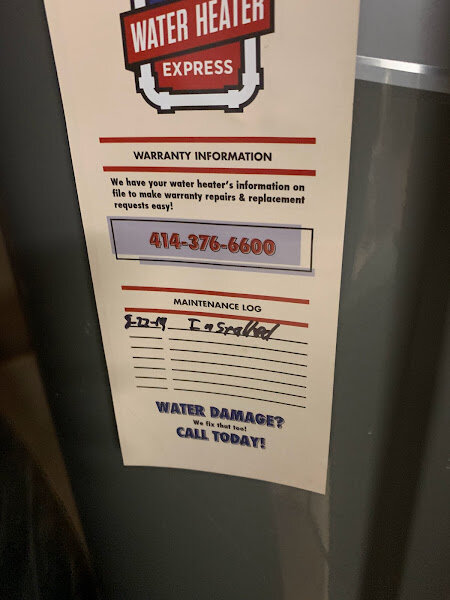 WATER HEATER
EXPRESS
WARRANTY INFORMATION
We have your water heater's information on
file to make warranty repairs & replacement
requests easy!
414-376-6600
MAINTENANCE LOG
8-22-19 Installed
WATER DAMAGE?
We fix that too!
CALL TODAY!